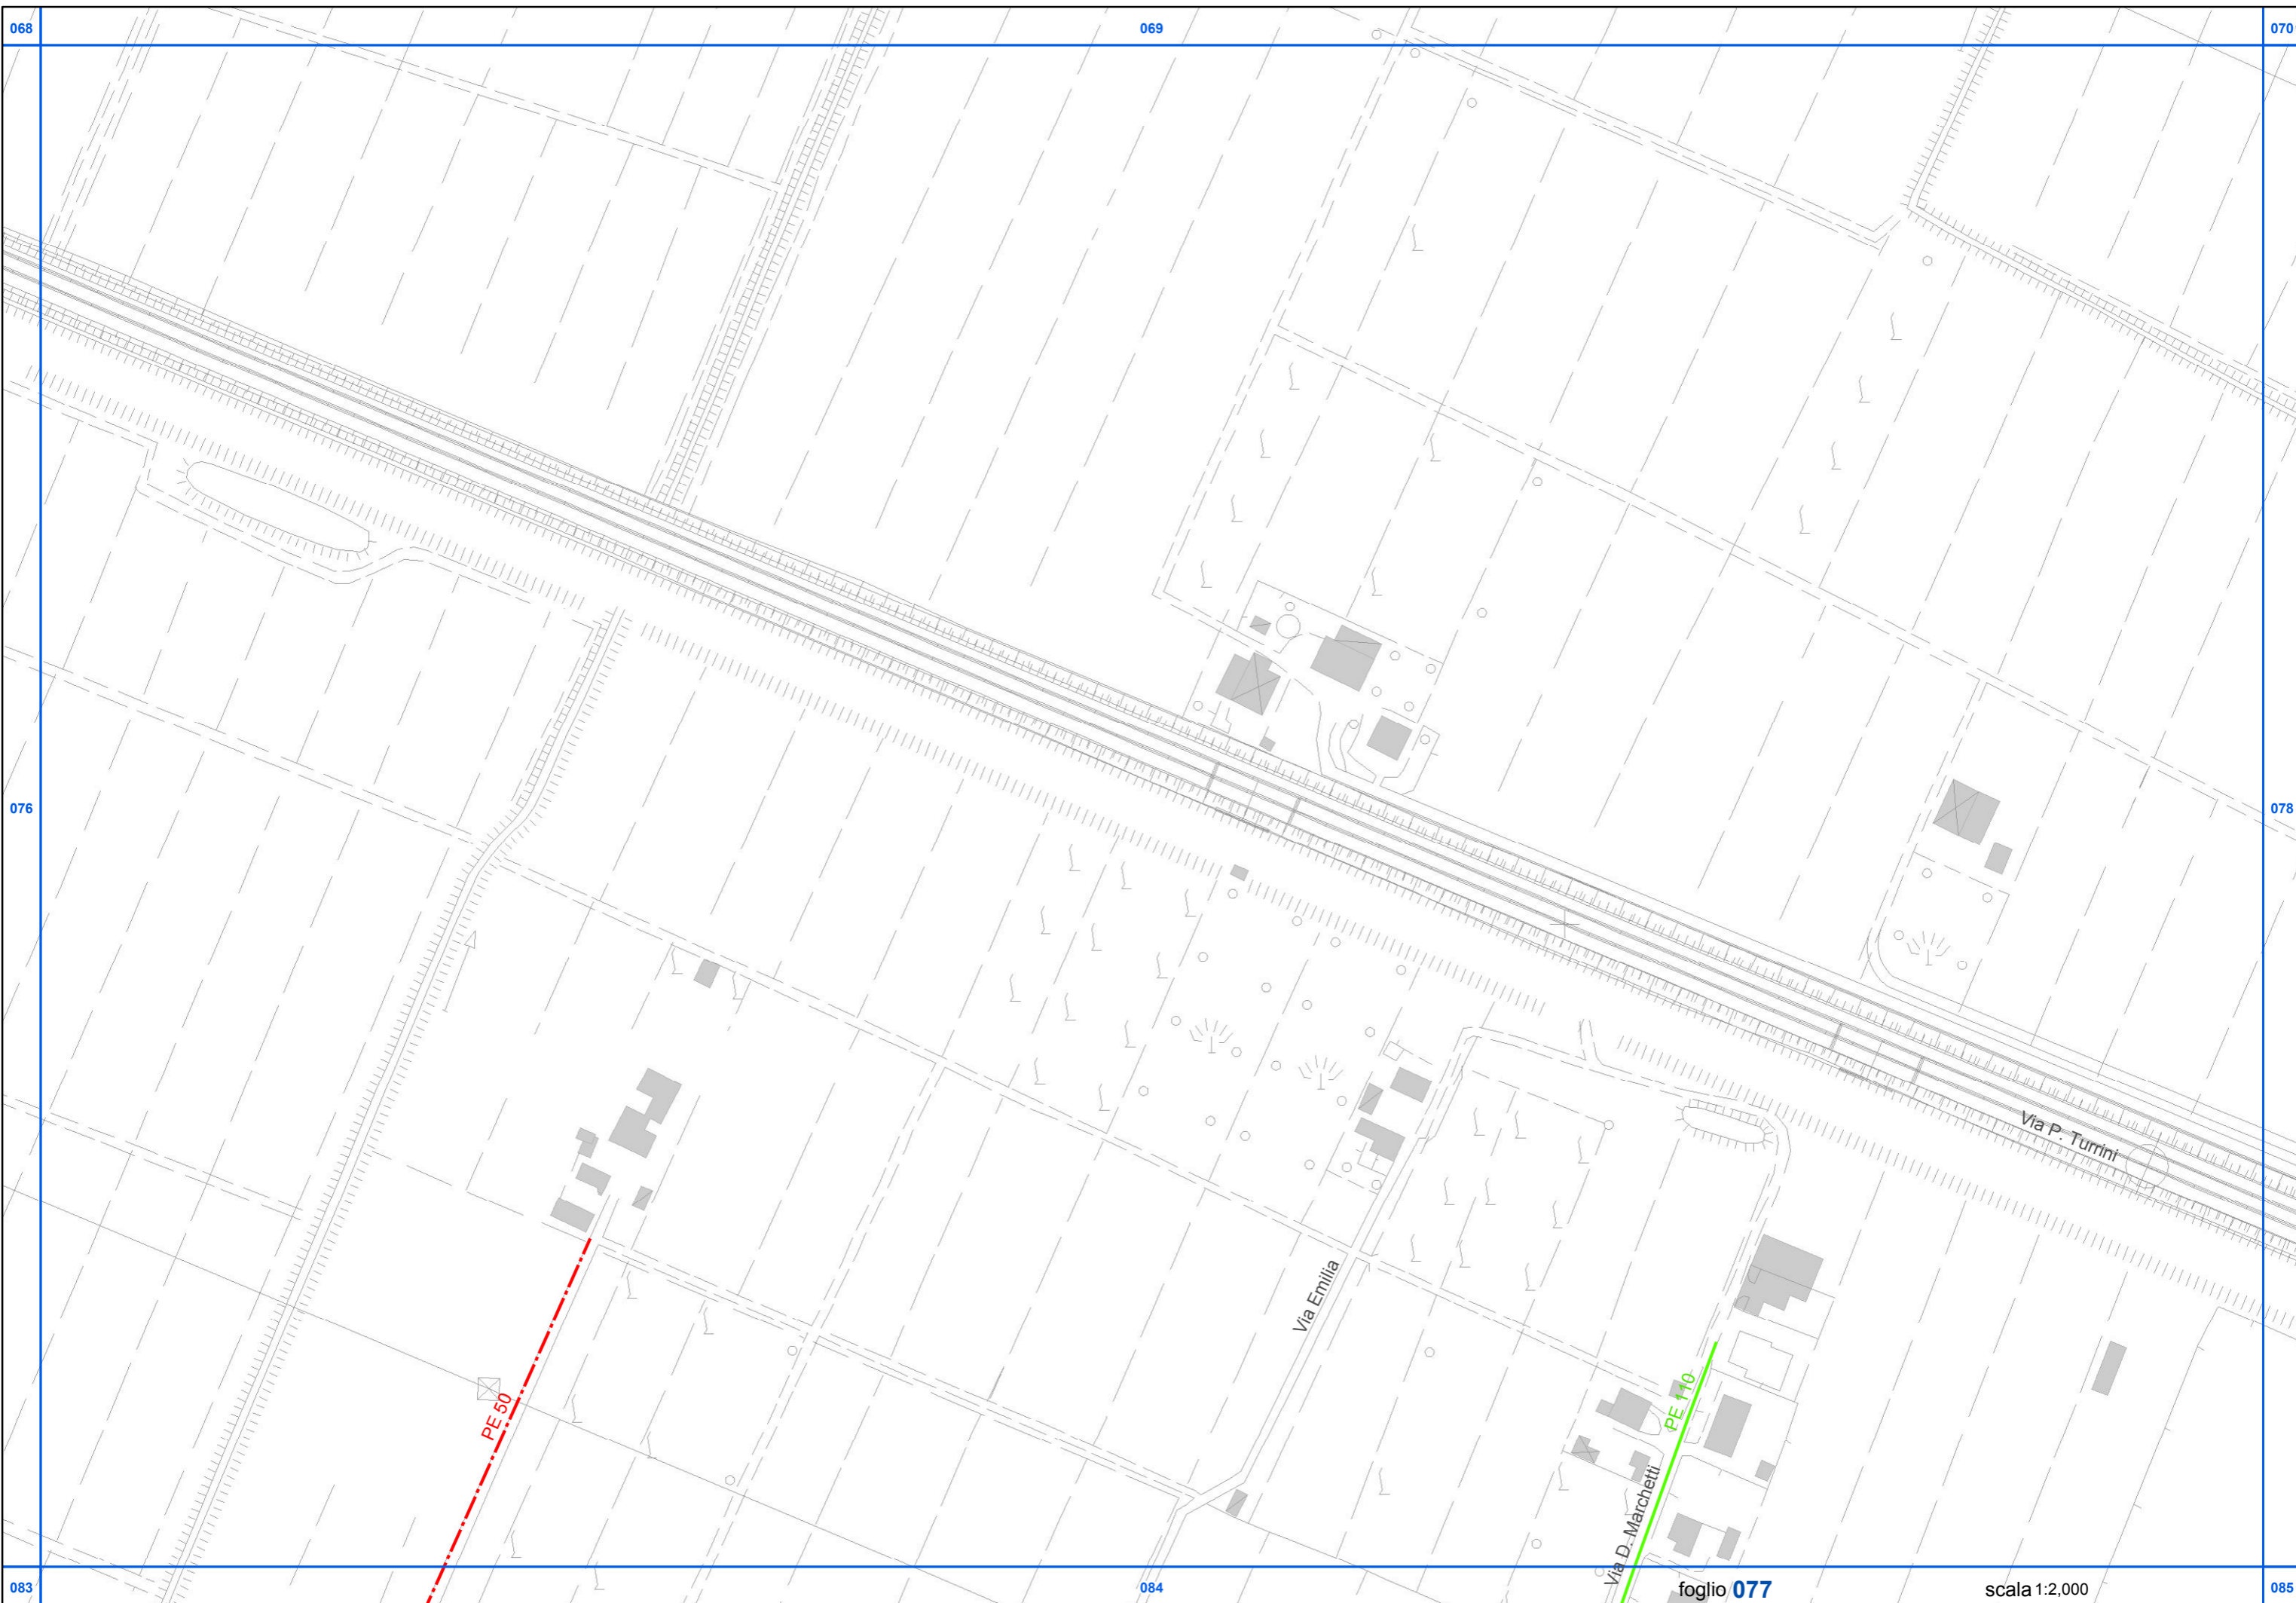 068
069
070
076
078
Via P. Turrini
Via Emilia
PE 50
PE 110
Via D. Marchetti
083
084
foglio 077
scala 1:2,000
085